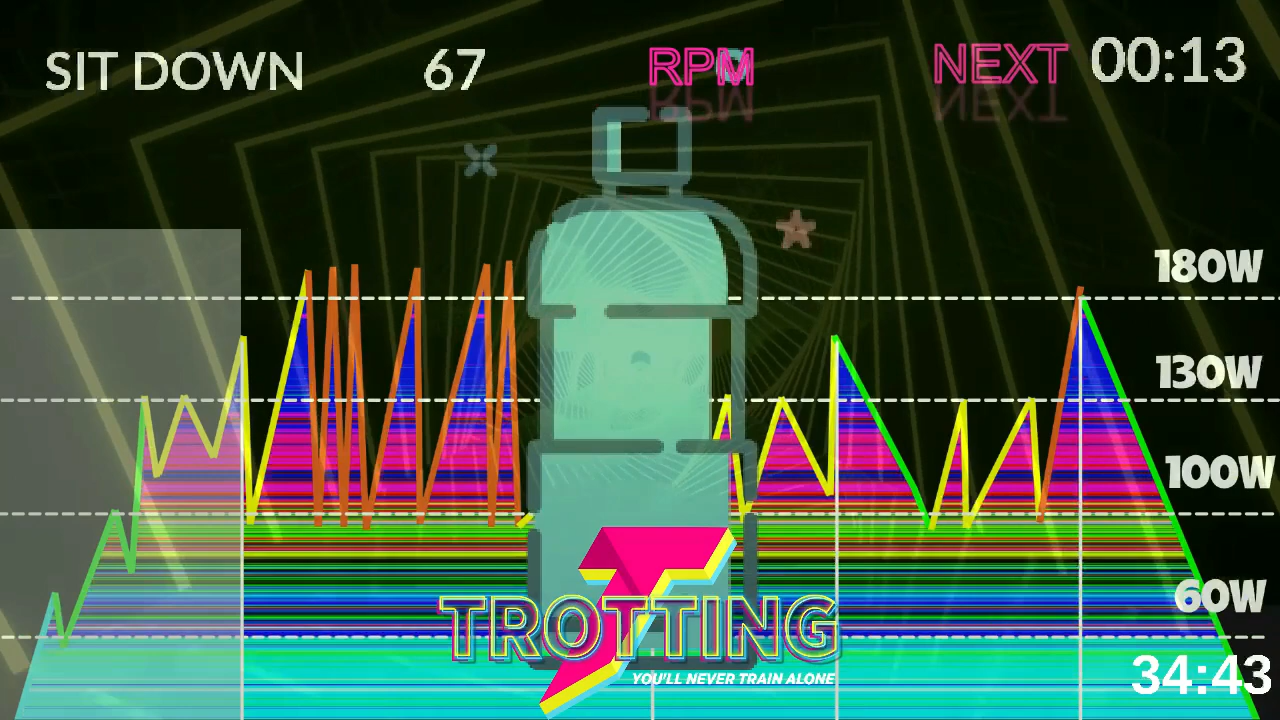 SIT DOWN 67 RPM NEXT 00:13
180W
130W
100W
60W
TROTTING
YOU'LL NEVER TRAIN ALONE
34:43